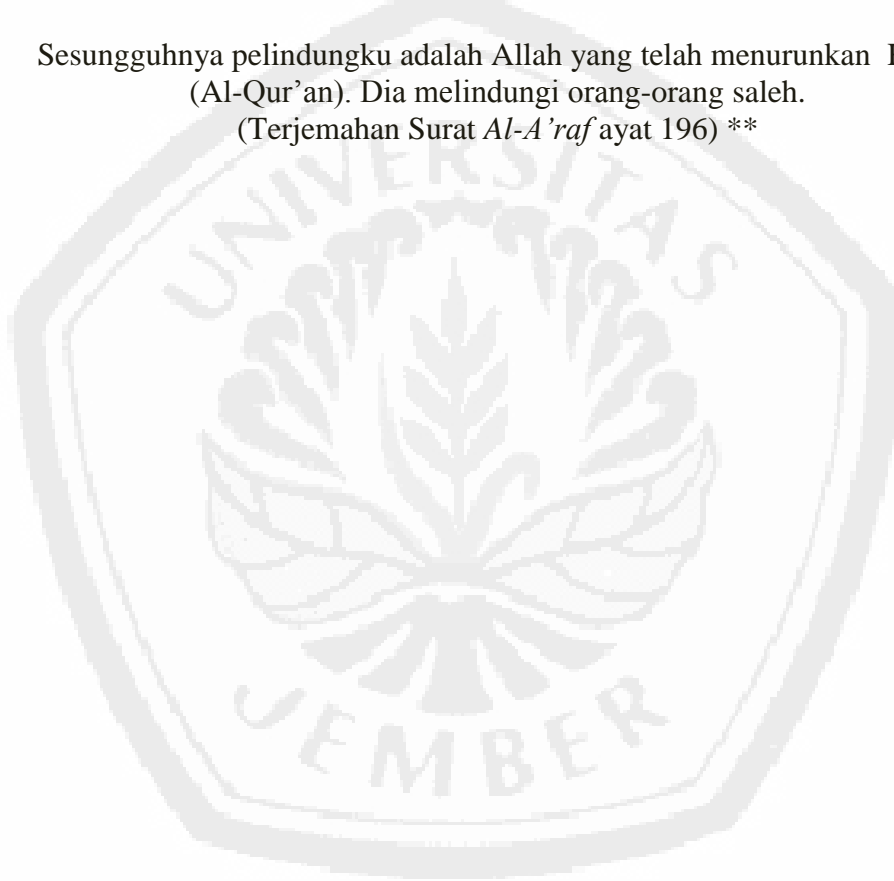 Sesungguhnya pelindungku adalah Allah yang telah menurunkan
(Al-Qur’an). Dia melindungi orang-orang saleh.
(Terjemahan Surat Al-A’raf ayat 196) **
UNIVERSITAS
JEMBER